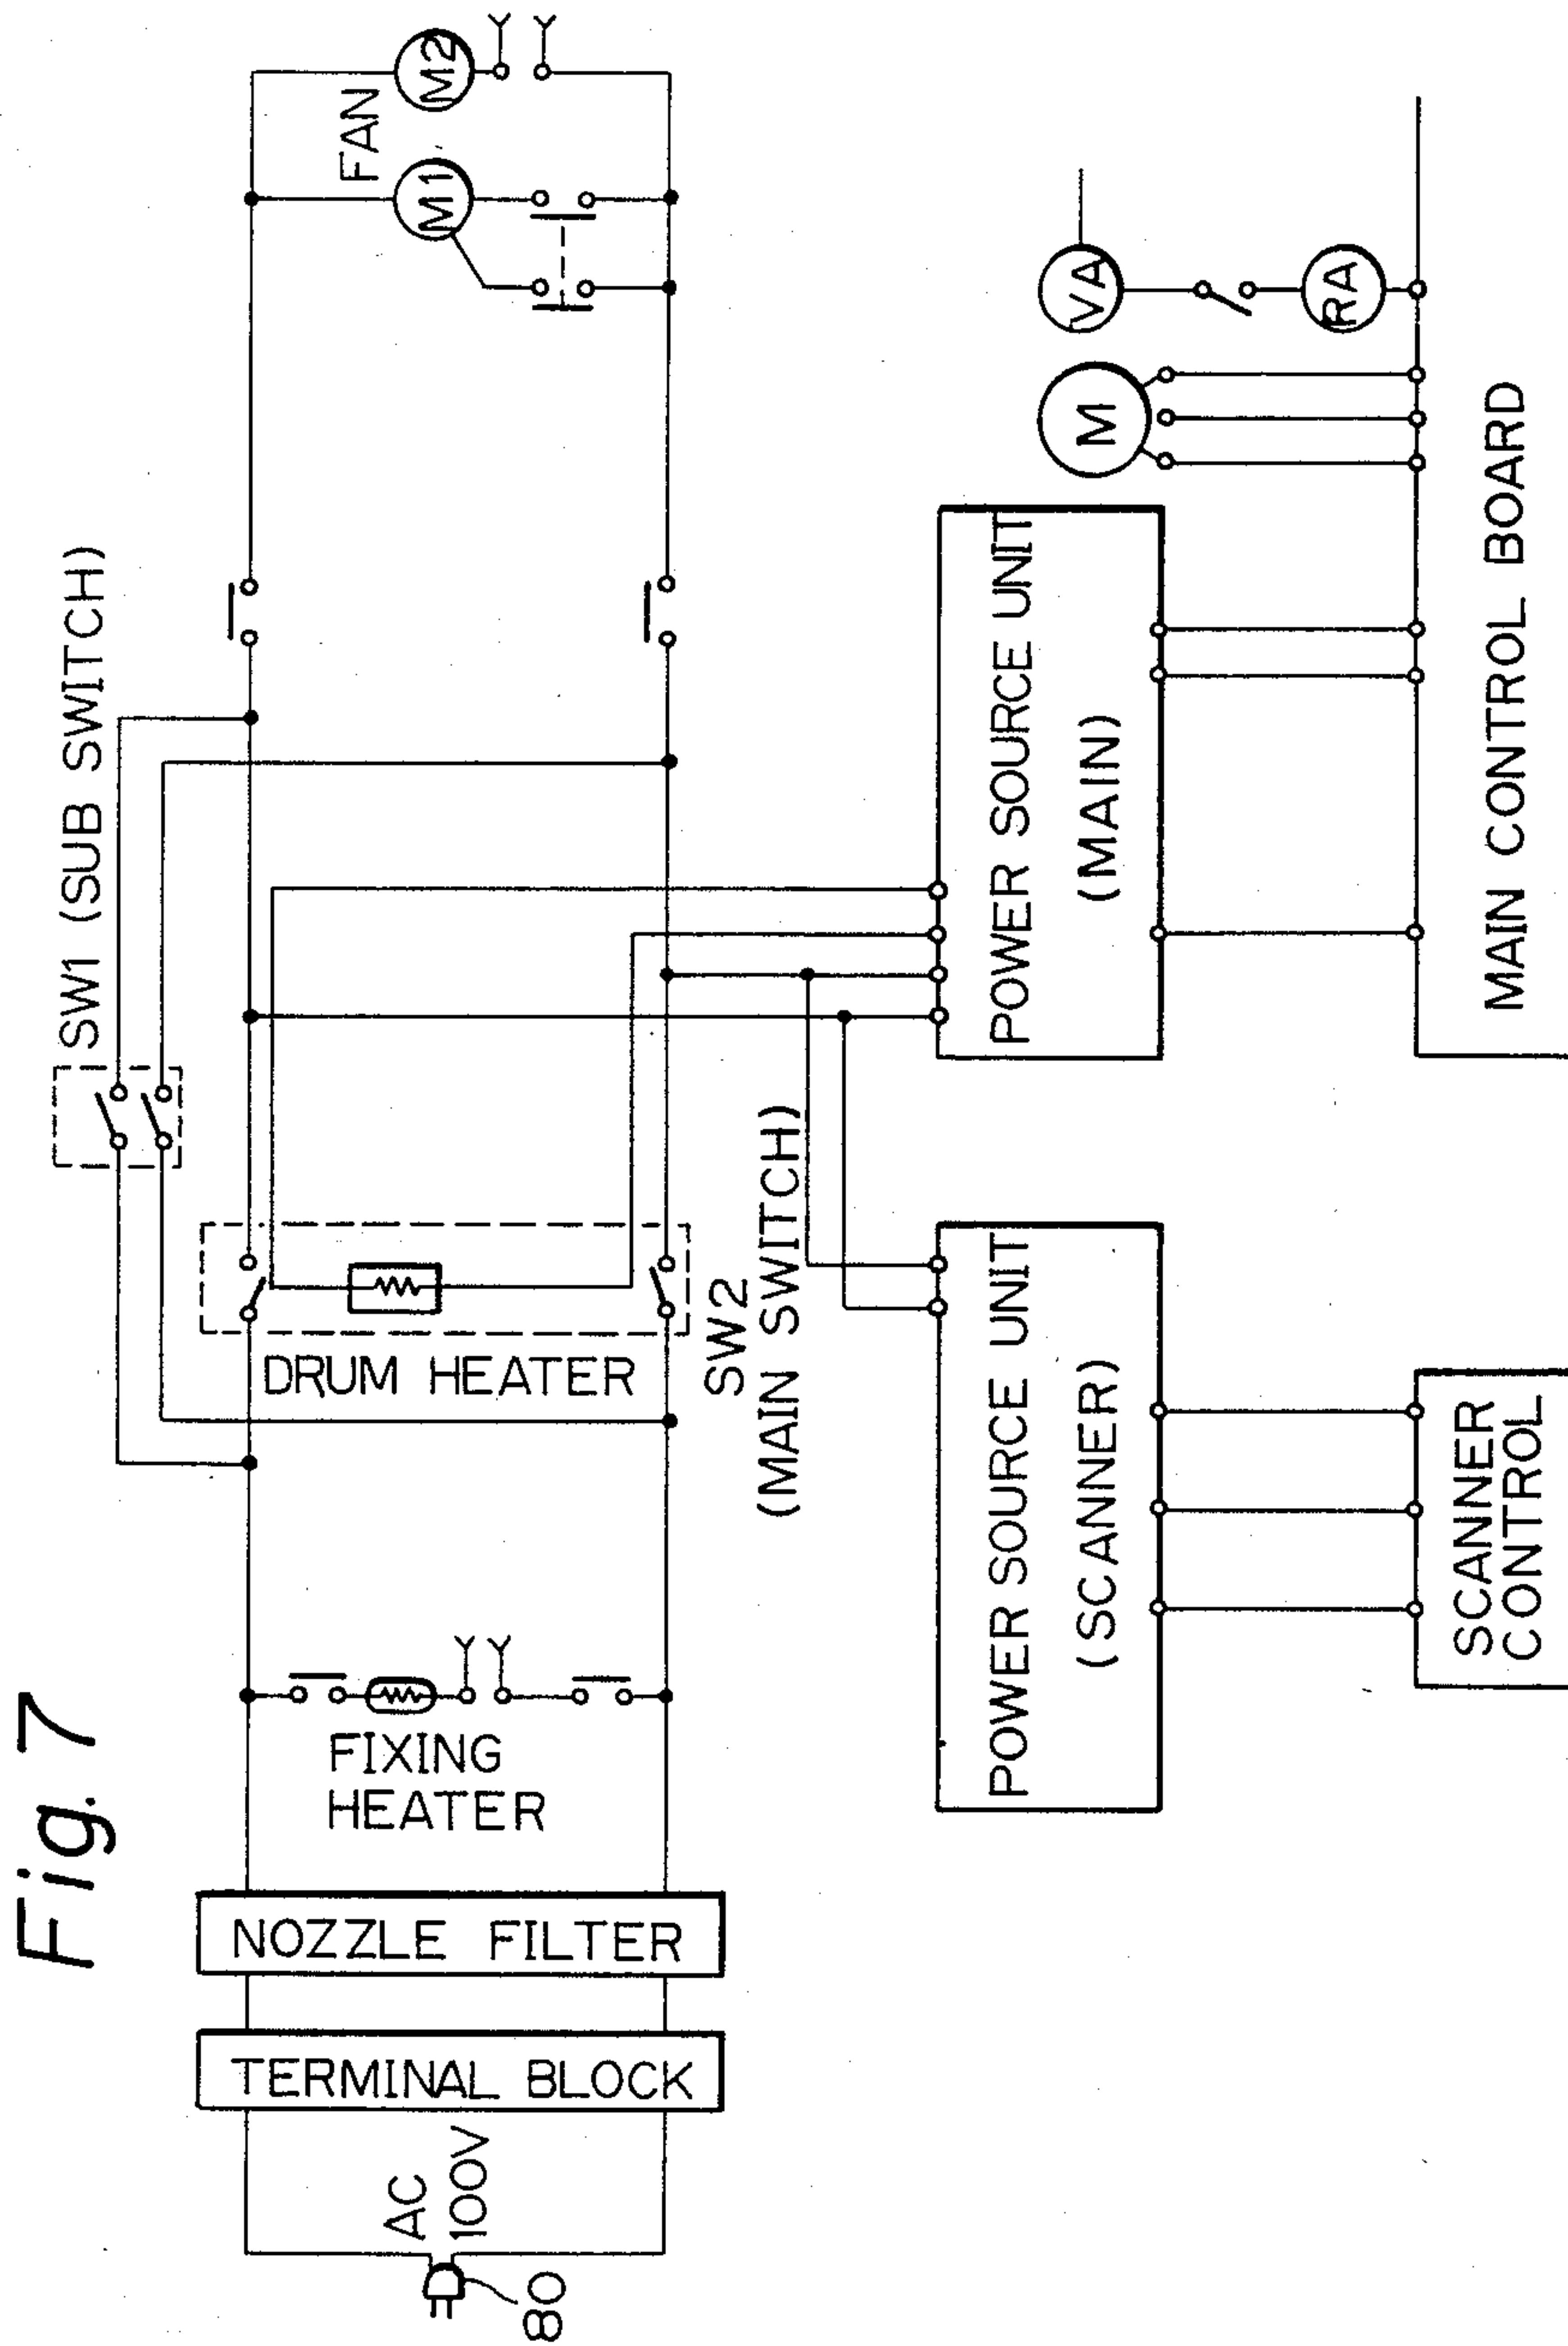 Fig. 7
SW1 (SUB SWITCH)
AC
100V
80
TERMINAL BLOCK
NOZZLE FILTER
FIXING
HEATER
DRUM HEATER
SW2
(MAIN SWITCH)
FAN
M1
M2
POWER SOURCE UNIT
(SCANNER)
POWER SOURCE UNIT
(MAIN)
M
VA
RA
SCANNER
CONTROL
MAIN CONTROL BOARD